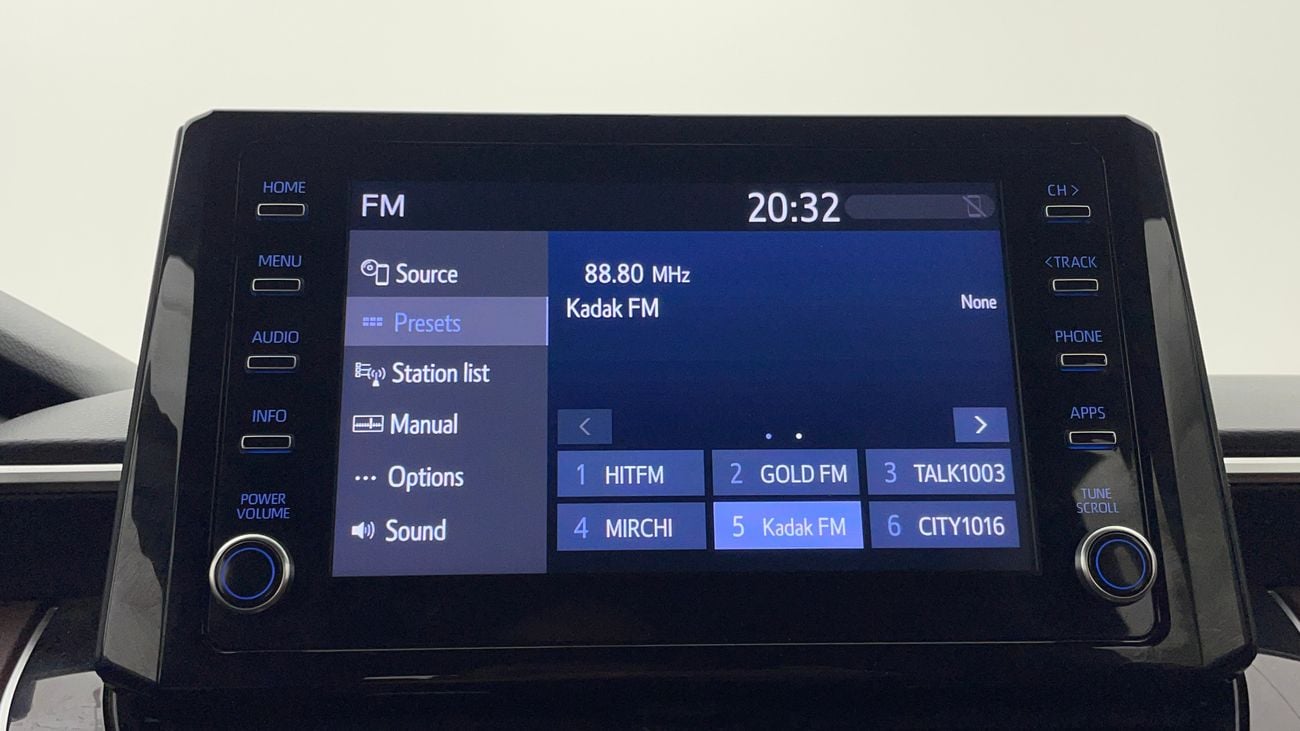 HOME
CH >
FM
20:32
MENU
<TRACK
Source
88.80 MHz
Presets
Kadak FM
None
AUDIO
PHONE
Station list
INFO
APPS
Manual
< >
1 HITFM
2 GOLD FM
3 TALK1003
Options
POWER
VOLUME
TUNE
SCROLL
4 MIRCHI
5 Kadak FM
6 CITY1016
Sound